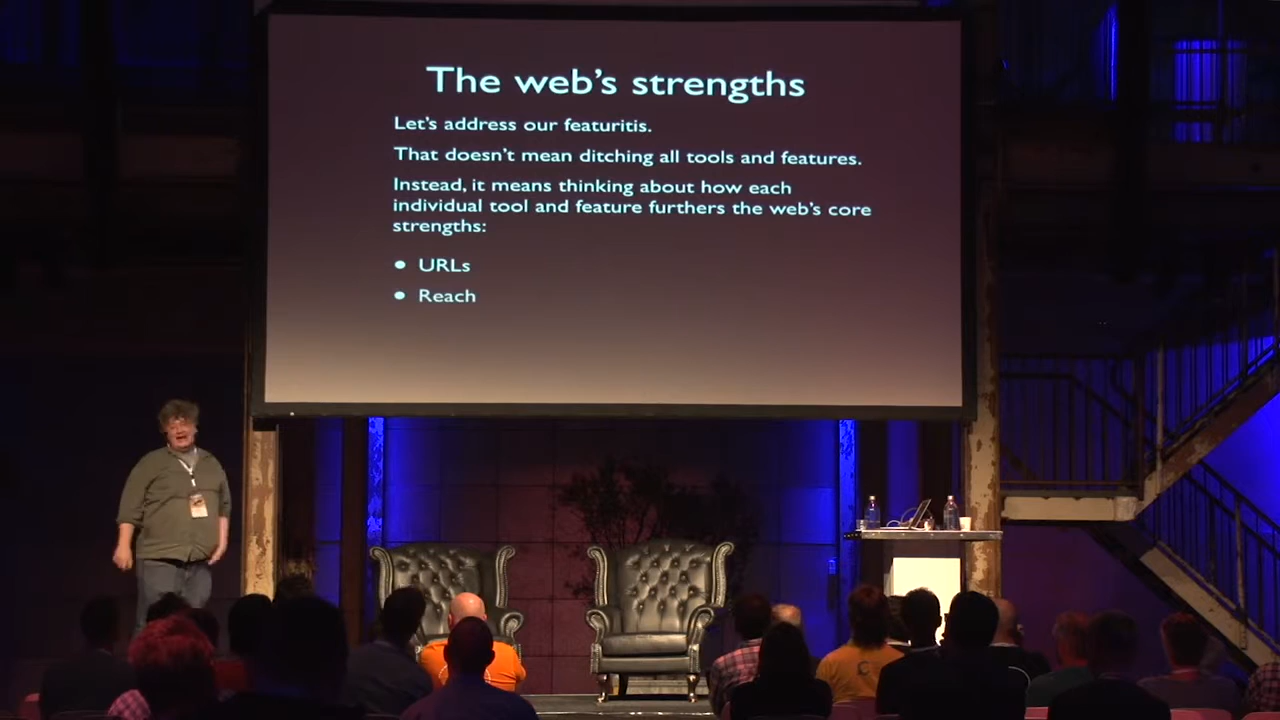 The web's strengths
Let's address our featuritis.
That doesn't mean ditching all tools and features.
Instead, it means thinking about how each
individual tool and feature furthers the web's core
strengths:
• URLs
• Reach